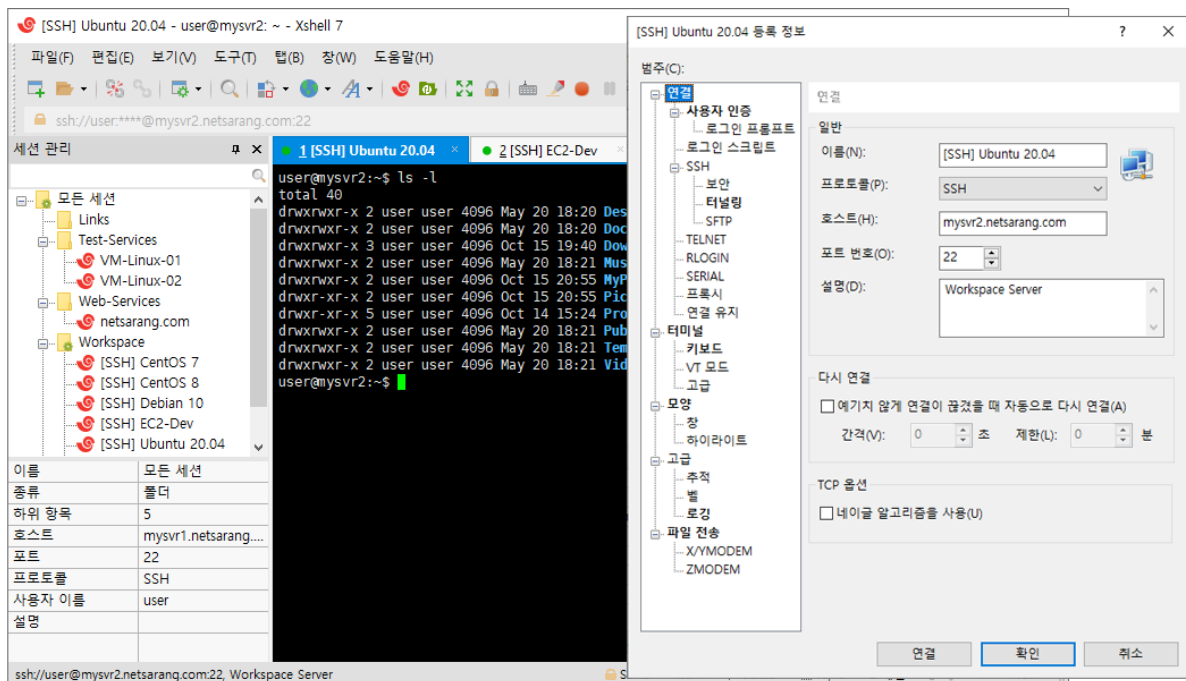 [SSH] Ubuntu 20.04 - user@mysvr2: ~ - Xshell 7
파일(F) 편집(E) 보기(V) 도구(T) 탭(B) 창(W) 도움말(H)
ssh://user:****@mysvr2.netsarang.com:22
세션 관리
모든 세션
Links
Test-Services
VM-Linux-01
VM-Linux-02
Web-Services
netsarang.com
Workspace
[SSH] CentOS 7
[SSH] CentOS 8
[SSH] Debian 10
[SSH] EC2-Dev
[SSH] Ubuntu 20.04
이름 모든 세션
종류 폴더
하위 항목 5
호스트 mysvr1.netsarang....
포트 22
프로토콜 SSH
사용자 이름 user
설명
1 [SSH] Ubuntu 20.04 × 2 [SSH] EC2-Dev
user@mysvr2:~$ ls -l
total 40
drwxrwxr-x 2 user user 4096 May 20 18:20 Des
drwxrwxr-x 2 user user 4096 May 20 18:20 Doc
drwxrwxr-x 3 user user 4096 Oct 15 19:40 Dow
drwxrwxr-x 2 user user 4096 May 20 18:21 Mus
drwxrwxr-x 2 user user 4096 Oct 15 20:55 MyP
drwxr-xr-x 2 user user 4096 Oct 15 20:55 Pic
drwxr-xr-x 5 user user 4096 Oct 14 15:24 Pro
drwxrwxr-x 2 user user 4096 May 20 18:21 Pub
drwxrwxr-x 2 user user 4096 May 20 18:21 Tem
drwxrwxr-x 2 user user 4096 May 20 18:21 Vid
user@mysvr2:~$
ssh://user@mysvr2.netsarang.com:22, Workspace Server
[SSH] Ubuntu 20.04 등록 정보
범주(C):
연결
사용자 인증
로그인 프롬프트
로그인 스크립트
SSH
보안
터널링
SFTP
TELNET
RLOGIN
SERIAL
프록시
연결 유지
터미널
키보드
VT 모드
고급
모양
창
하이라이트
고급
추적
벨
로깅
파일 전송
X/YMODEM
ZMODEM
연결
일반
이름(N): [SSH] Ubuntu 20.04
프로토콜(P): SSH
호스트(H): mysvr2.netsarang.com
포트 번호(O): 22
설명(D): Workspace Server
다시 연결
예기치 않게 연결이 끊겼을 때 자동으로 다시 연결(A)
간격(V): 0 초 제한(L): 0 분
TCP 옵션
네이글 알고리즘을 사용(U)
연결 확인 취소